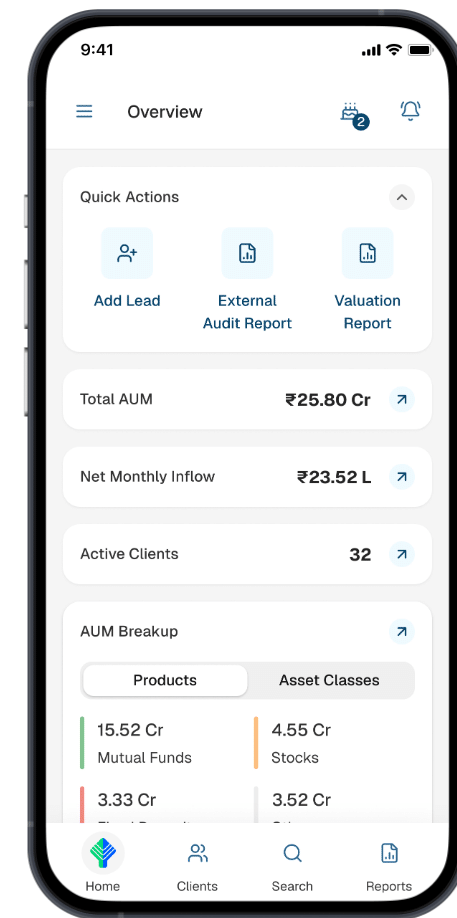 9:41
Overview
2
Quick Actions
Add Lead
External
Audit Report
Valuation
Report
Total AUM
₹25.80 Cr
Net Monthly Inflow
₹23.52 L
Active Clients
32
AUM Breakup
Products
Asset Classes
15.52 Cr
Mutual Funds
4.55 Cr
Stocks
3.33 Cr
3.52 Cr
Home
Clients
Search
Reports